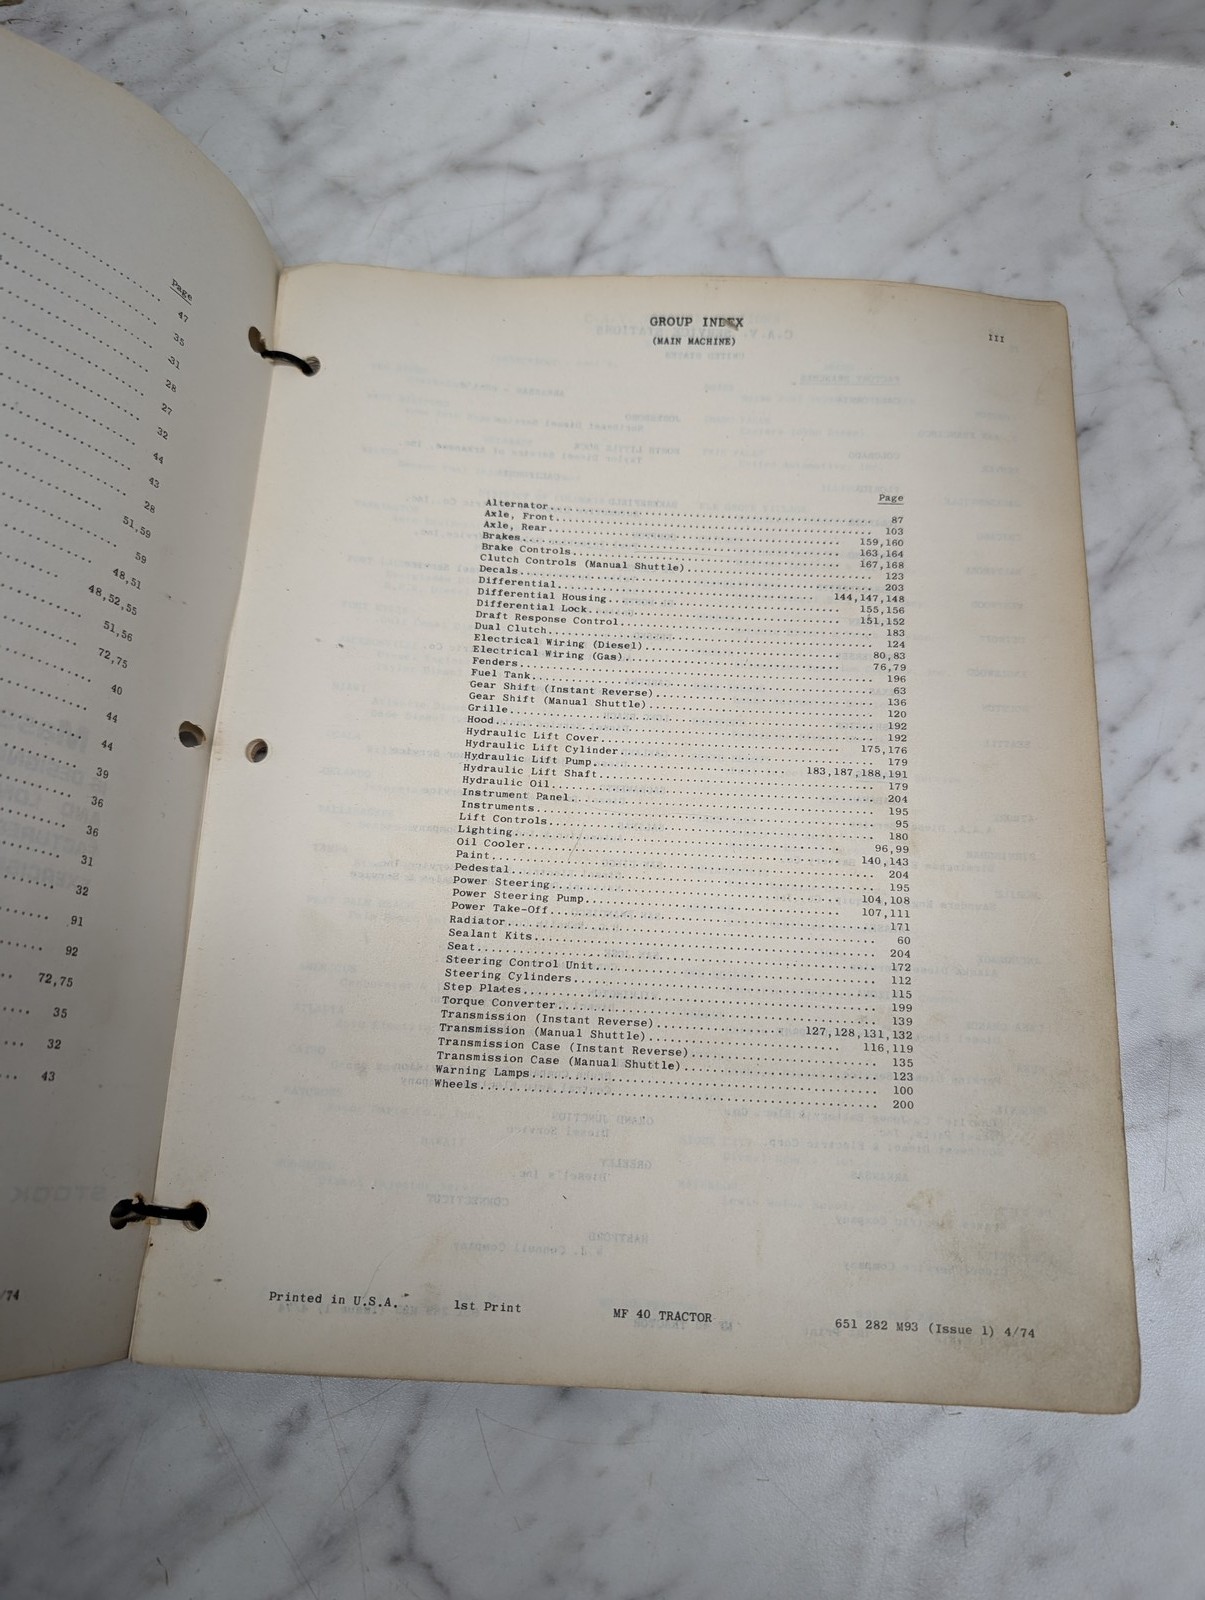 Page
47
35
31
28
27
32
44
43
28
51,59
59
48,51
48,52,55
51,56
72,75
40
44
44
39
36
36
31
32
91
92
72,75
35
32
43
/74
GROUP INDEX
(MAIN MACHINE)
III
Page
Alternator 87
Axle, Front 103
Axle, Rear 159,160
Brakes 163,164
Brake Controls 167,168
Clutch Controls (Manual Shuttle) 123
Decals 203
Differential 144,147,148
Differential Housing 155,156
Differential Lock 151,152
Draft Response Control 183
Dual Clutch 124
Electrical Wiring (Diesel) 80,83
Electrical Wiring (Gas) 76,79
Fenders 196
Fuel Tank 63
Gear Shift (Instant Reverse) 136
Gear Shift (Manual Shuttle) 120
Grille 192
Hood 192
Hydraulic Lift Cover 175,176
Hydraulic Lift Cylinder 179
Hydraulic Lift Pump 183,187,188,191
Hydraulic Lift Shaft 179
Hydraulic Oil 204
Instrument Panel 195
Instruments 95
Lift Controls 180
Lighting 96,99
Oil Cooler 140,143
Paint 204
Pedestal 195
Power Steering 104,108
Power Steering Pump 107,111
Power Take-Off 171
Radiator 60
Sealant Kits 204
Seat 172
Steering Control Unit 112
Steering Cylinders 115
Step Plates 199
Torque Converter 139
Transmission (Instant Reverse) 127,128,131,132
Transmission (Manual Shuttle) 116,119
Transmission Case (Instant Reverse) 135
Transmission Case (Manual Shuttle) 123
Warning Lamps 100
Wheels 200
Printed in U.S.A. 1st Print MF 40 TRACTOR 651 282 M93 (Issue 1) 4/74